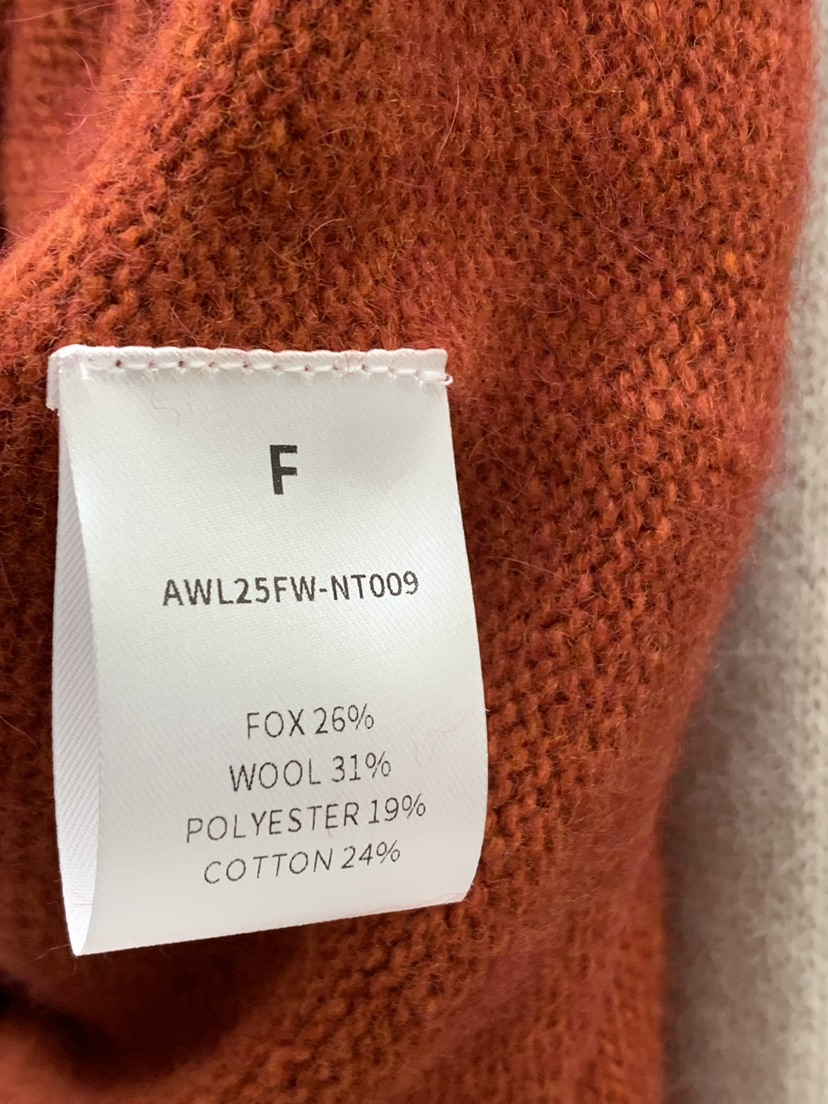 F
AWL25FW-NT009
FOX 26%
WOOL 31%
POLYESTER 19%
COTTON 24%